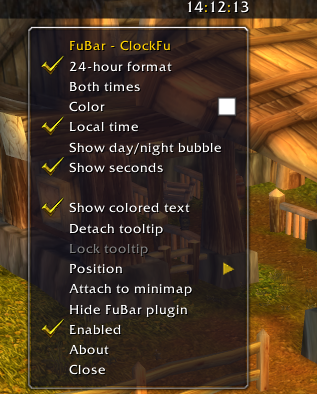 14:12:13
FuBar - ClockFu
24-hour format
Both times
Color
Local time
Show day/night bubble
Show seconds
Show colored text
Detach tooltip
Lock tooltip
Position
Attach to minimap
Hide FuBar plugin
Enabled
About
Close